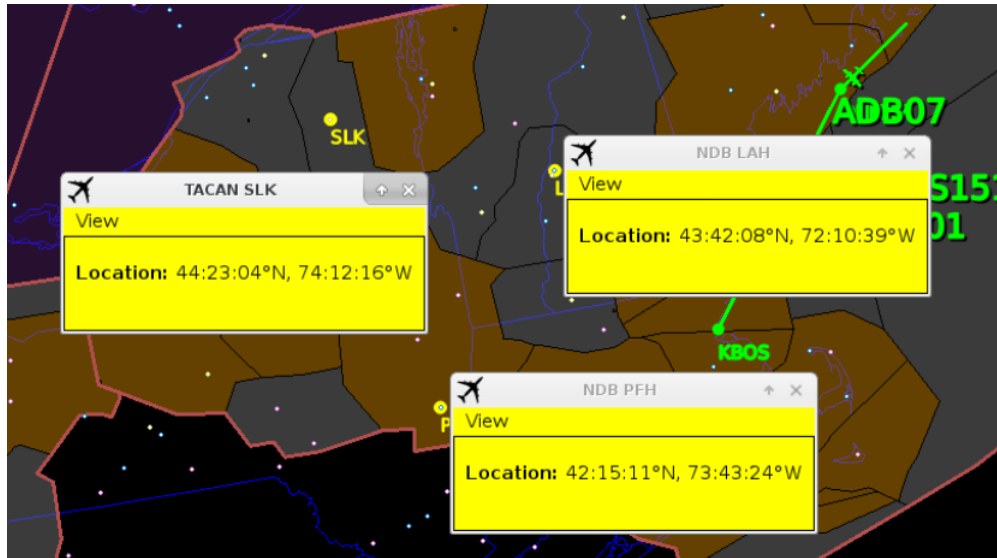 SLK
ADB07
NDB LAH
View
Location: 43:42:08°N, 72:10:39°W
TACAN SLK
View
Location: 44:23:04°N, 74:12:16°W
KBOS
NDB PFH
View
Location: 42:15:11°N, 73:43:24°W